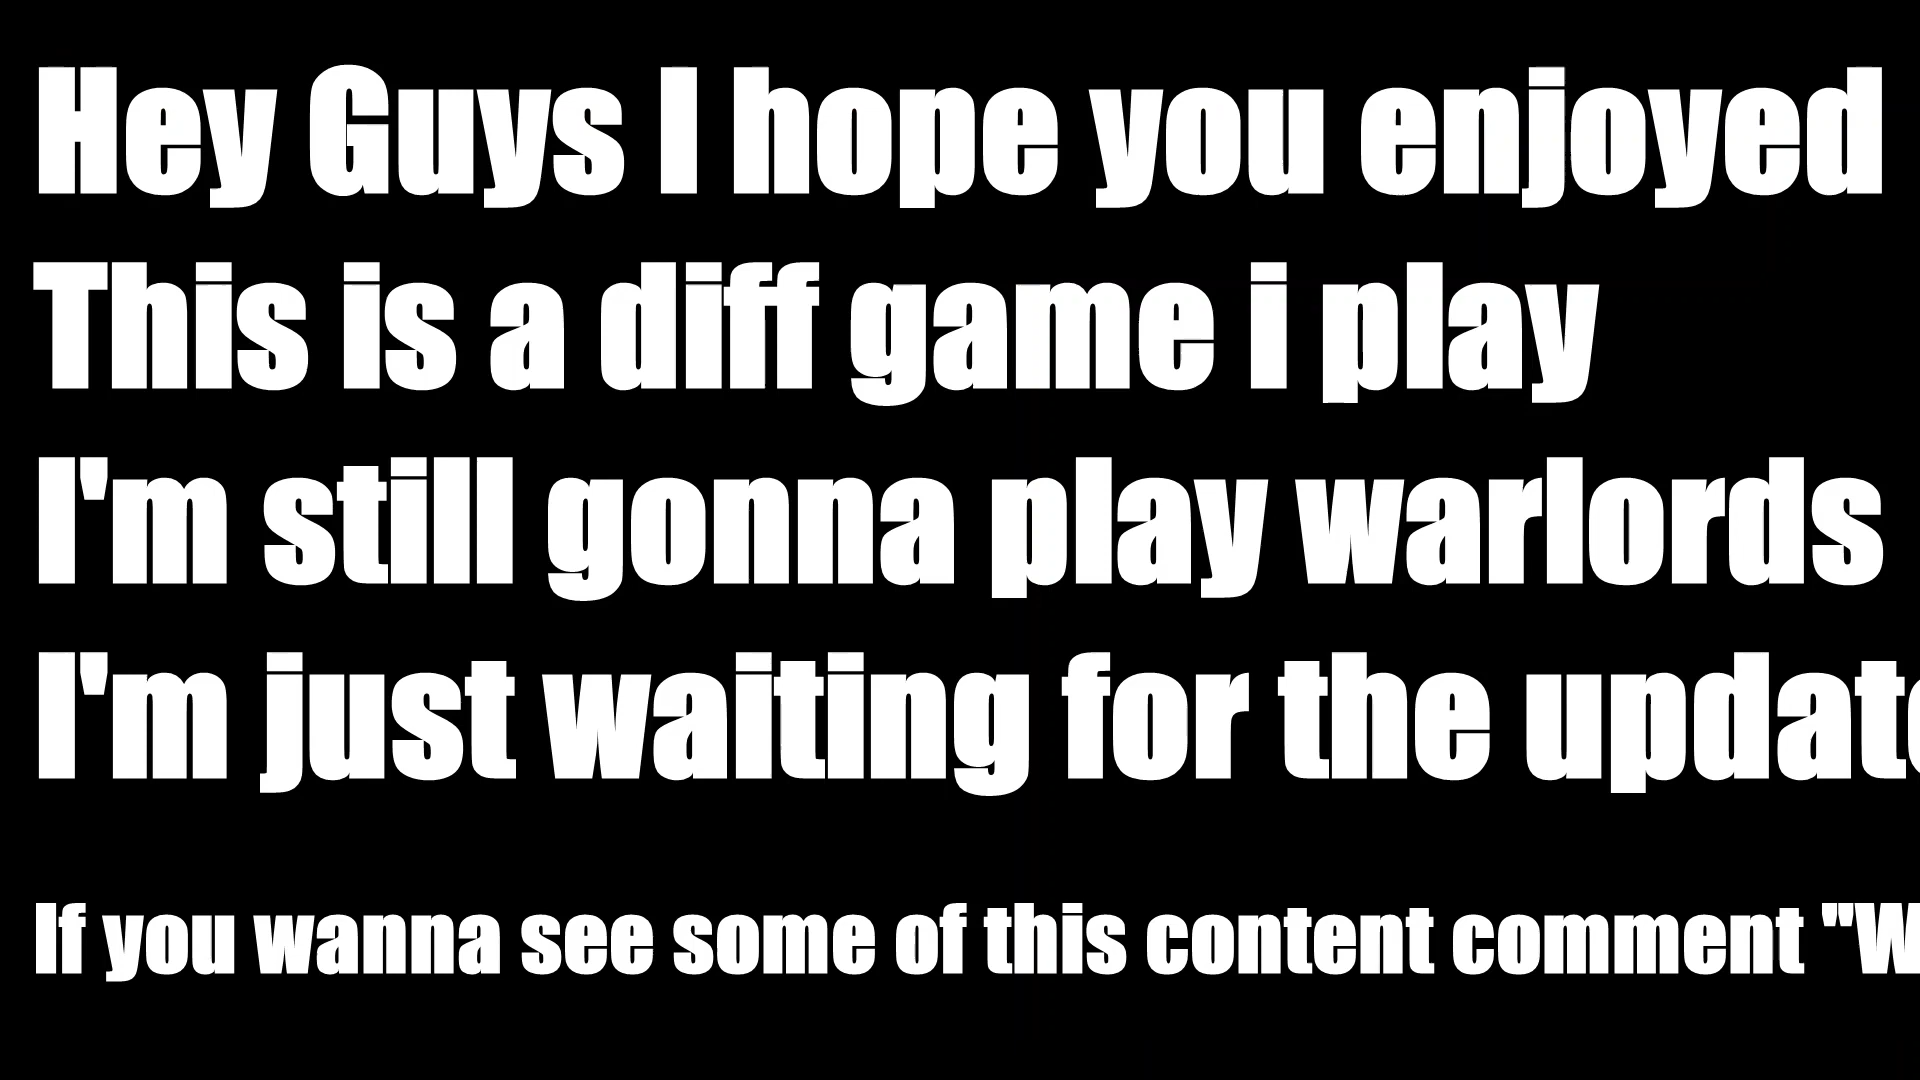 Hey Guys I hope you enjoyed
This is a diff game i play
I'm still gonna play warlords
I'm just waiting for the update
If you wanna see some of this content comment "W